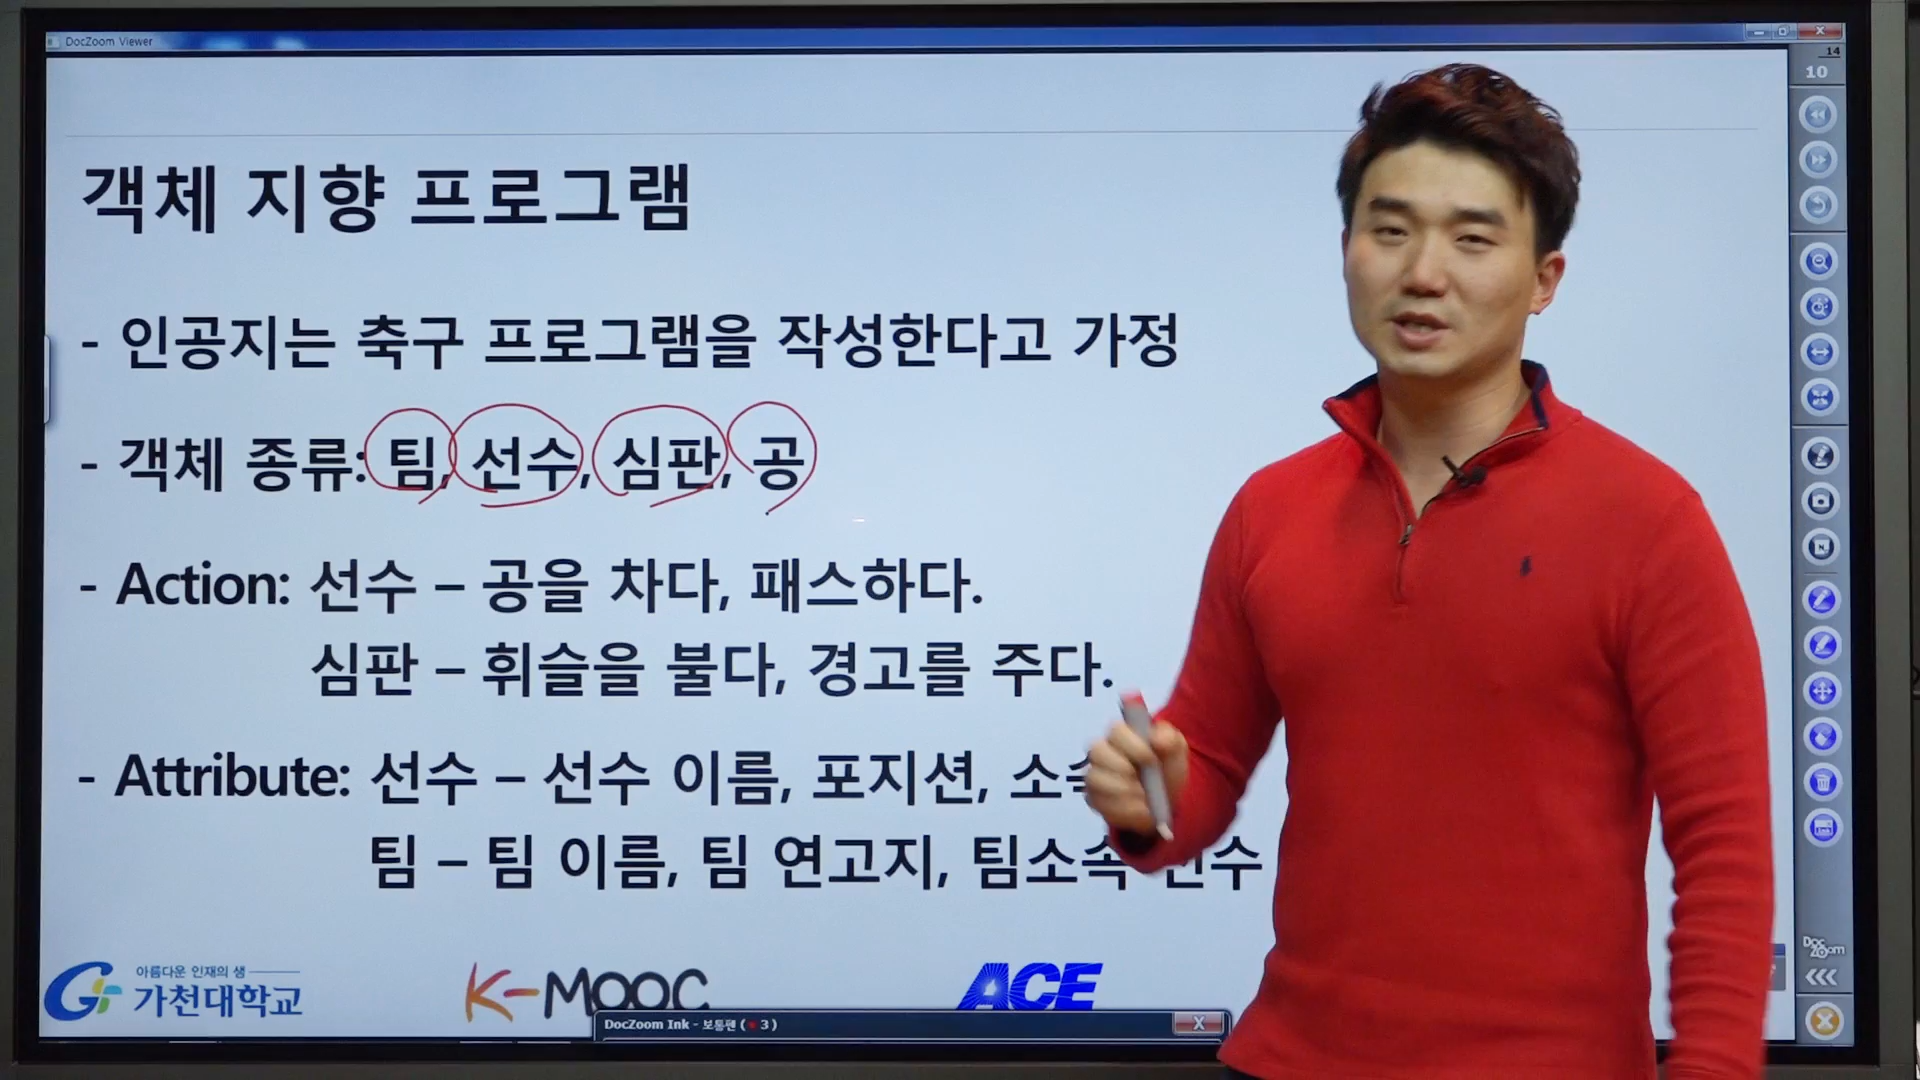 DocZoom Viewer
14
10
객체 지향 프로그램
- 인공지는 축구 프로그램을 작성한다고 가정
- 객체 종류: 팀, 선수, 심판, 공
- Action: 선수 – 공을 차다, 패스하다.
심판 – 휘슬을 불다, 경고를 주다.
- Attribute: 선수 – 선수 이름, 포지션,
팀 – 팀 이름, 팀 연고지, 팀소속
아름다운 인재의 샘
가천대학교
K-MOOC
ACE
DocZoom
DocZoom Ink - 보통펜 ( 3 )